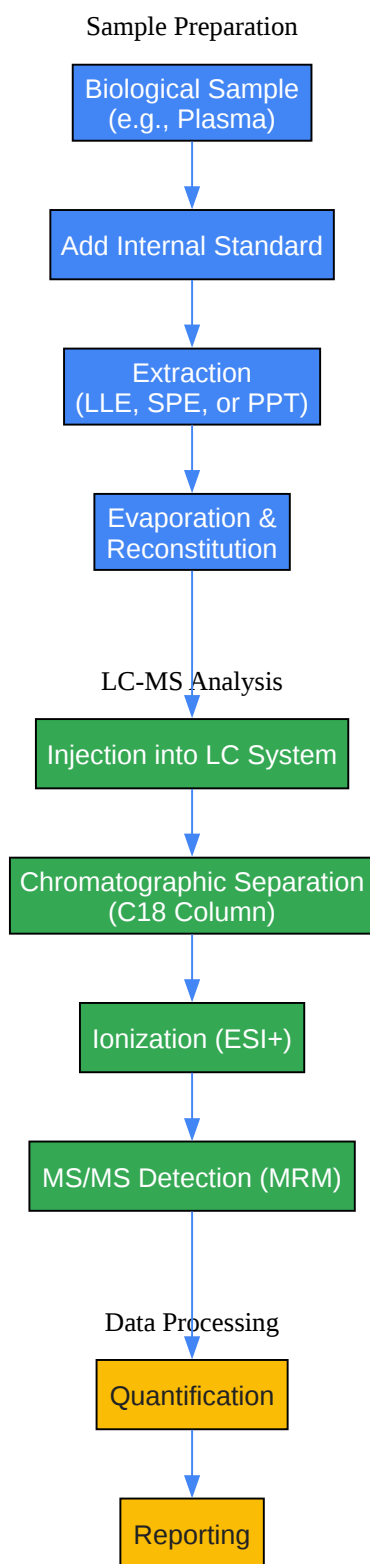 Sample Preparation
Biological Sample
(e.g., Plasma)
Add Internal Standard
Extraction
(LLE, SPE, or PPT)
Evaporation &
Reconstitution
LC-MS Analysis
Injection into LC System
Chromatographic Separation
(C18 Column)
Ionization (ESI+)
MS/MS Detection (MRM)
Data Processing
Quantification
Reporting